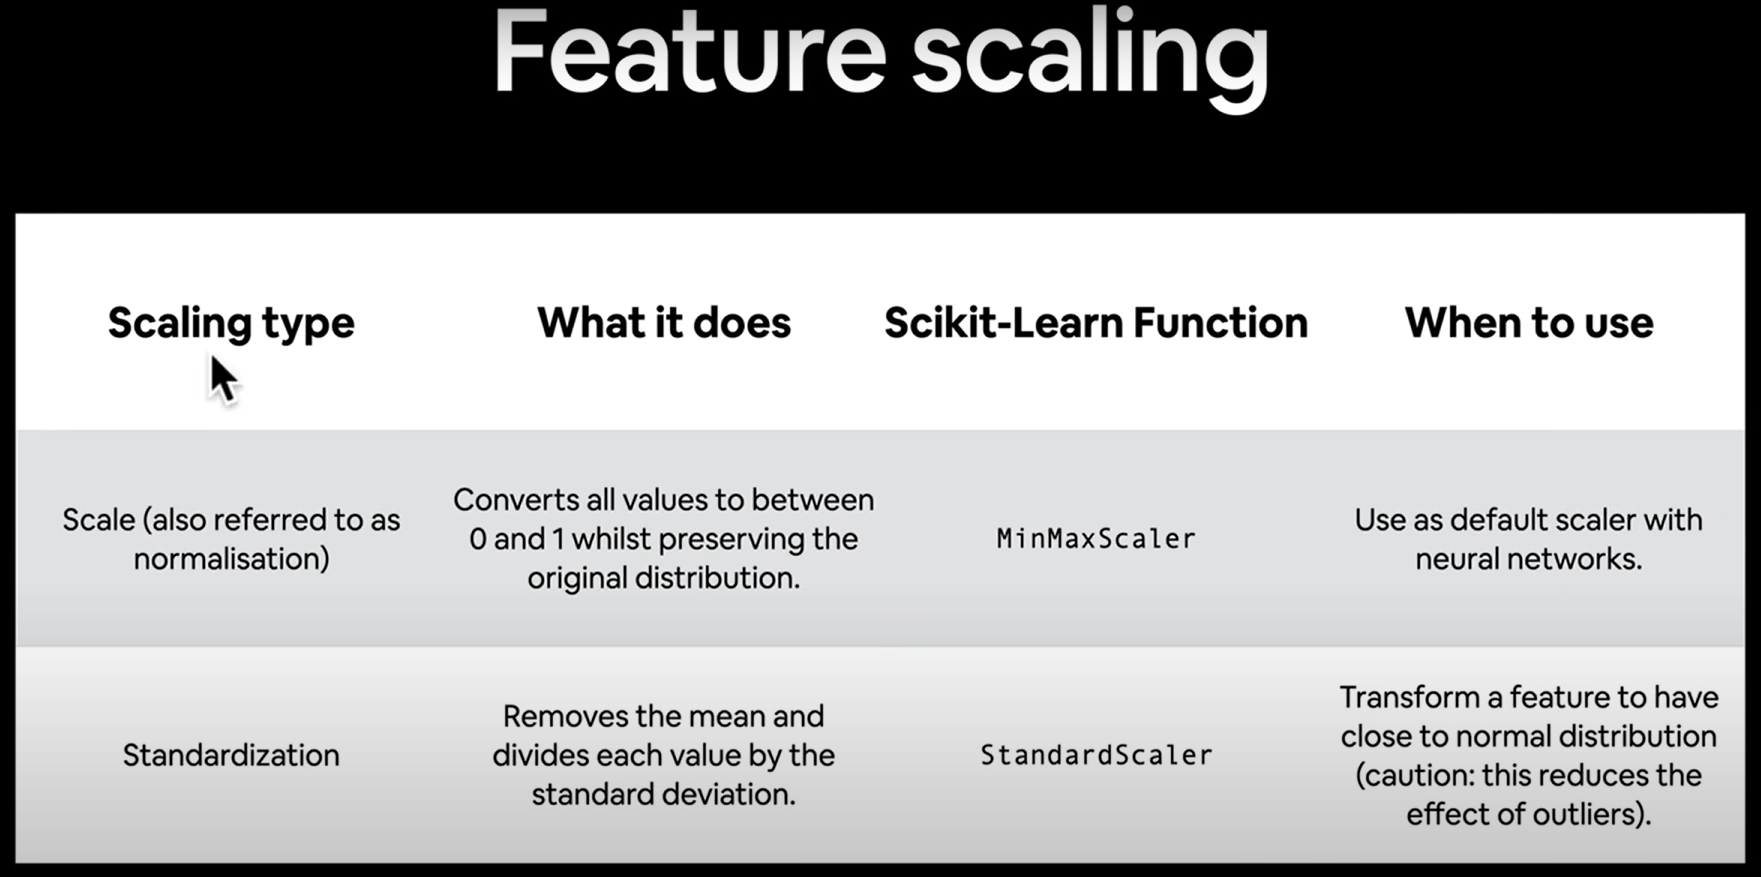 Feature scaling
Scaling type
What it does
Scikit-Learn Function
When to use
Scale (also referred to as
normalisation)
Converts all values to between
0 and 1 whilst preserving the
original distribution.
MinMaxScaler
Use as default scaler with
neural networks.
Standardization
Removes the mean and
divides each value by the
standard deviation.
StandardScaler
Transform a feature to have
close to normal distribution
(caution: this reduces the
effect of outliers).